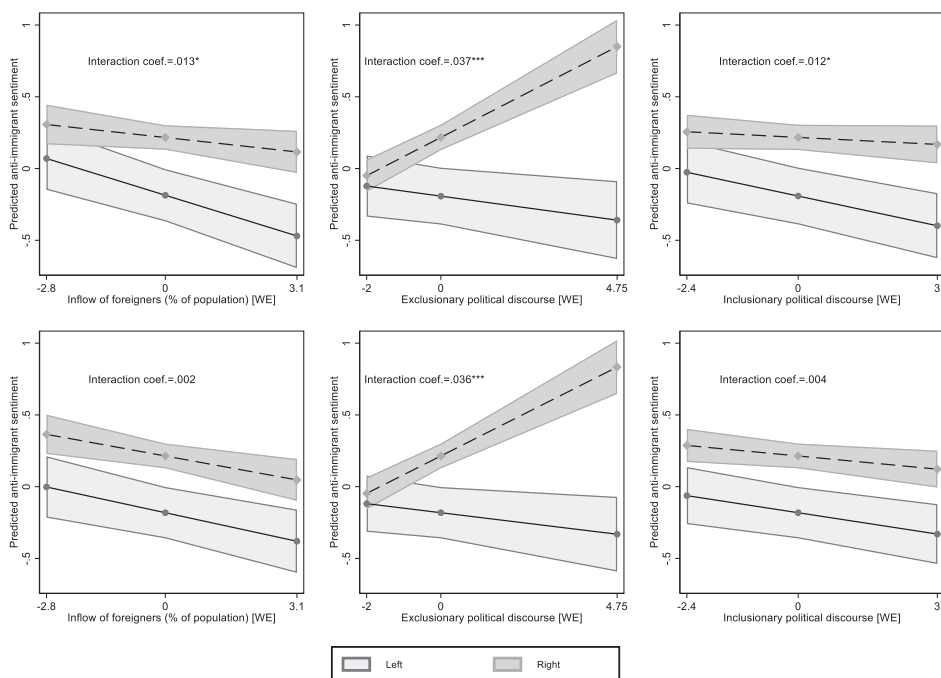 Predicted anti-immigrant sentiment
1
.5
0
-.5
Interaction coef.=.013*
-2.8
0
3.1
Inflow of foreigners (% of population) [WE]
Predicted anti-immigrant sentiment
1
.5
0
-.5
Interaction coef.=.037***
-2
0
4.75
Exclusionary political discourse [WE]
Predicted anti-immigrant sentiment
1
.5
0
-.5
Interaction coef.=.012*
-2.4
0
3
Inclusionary political discourse [WE]
Predicted anti-immigrant sentiment
1
.5
0
-.5
Interaction coef.=.002
-2.8
0
3.1
Inflow of foreigners (% of population) [WE]
Predicted anti-immigrant sentiment
1
.5
0
-.5
Interaction coef.=.036***
-2
0
4.75
Exclusionary political discourse [WE]
Predicted anti-immigrant sentiment
1
.5
0
-.5
Interaction coef.=.004
-2.4
0
3
Inclusionary political discourse [WE]
Left
Right